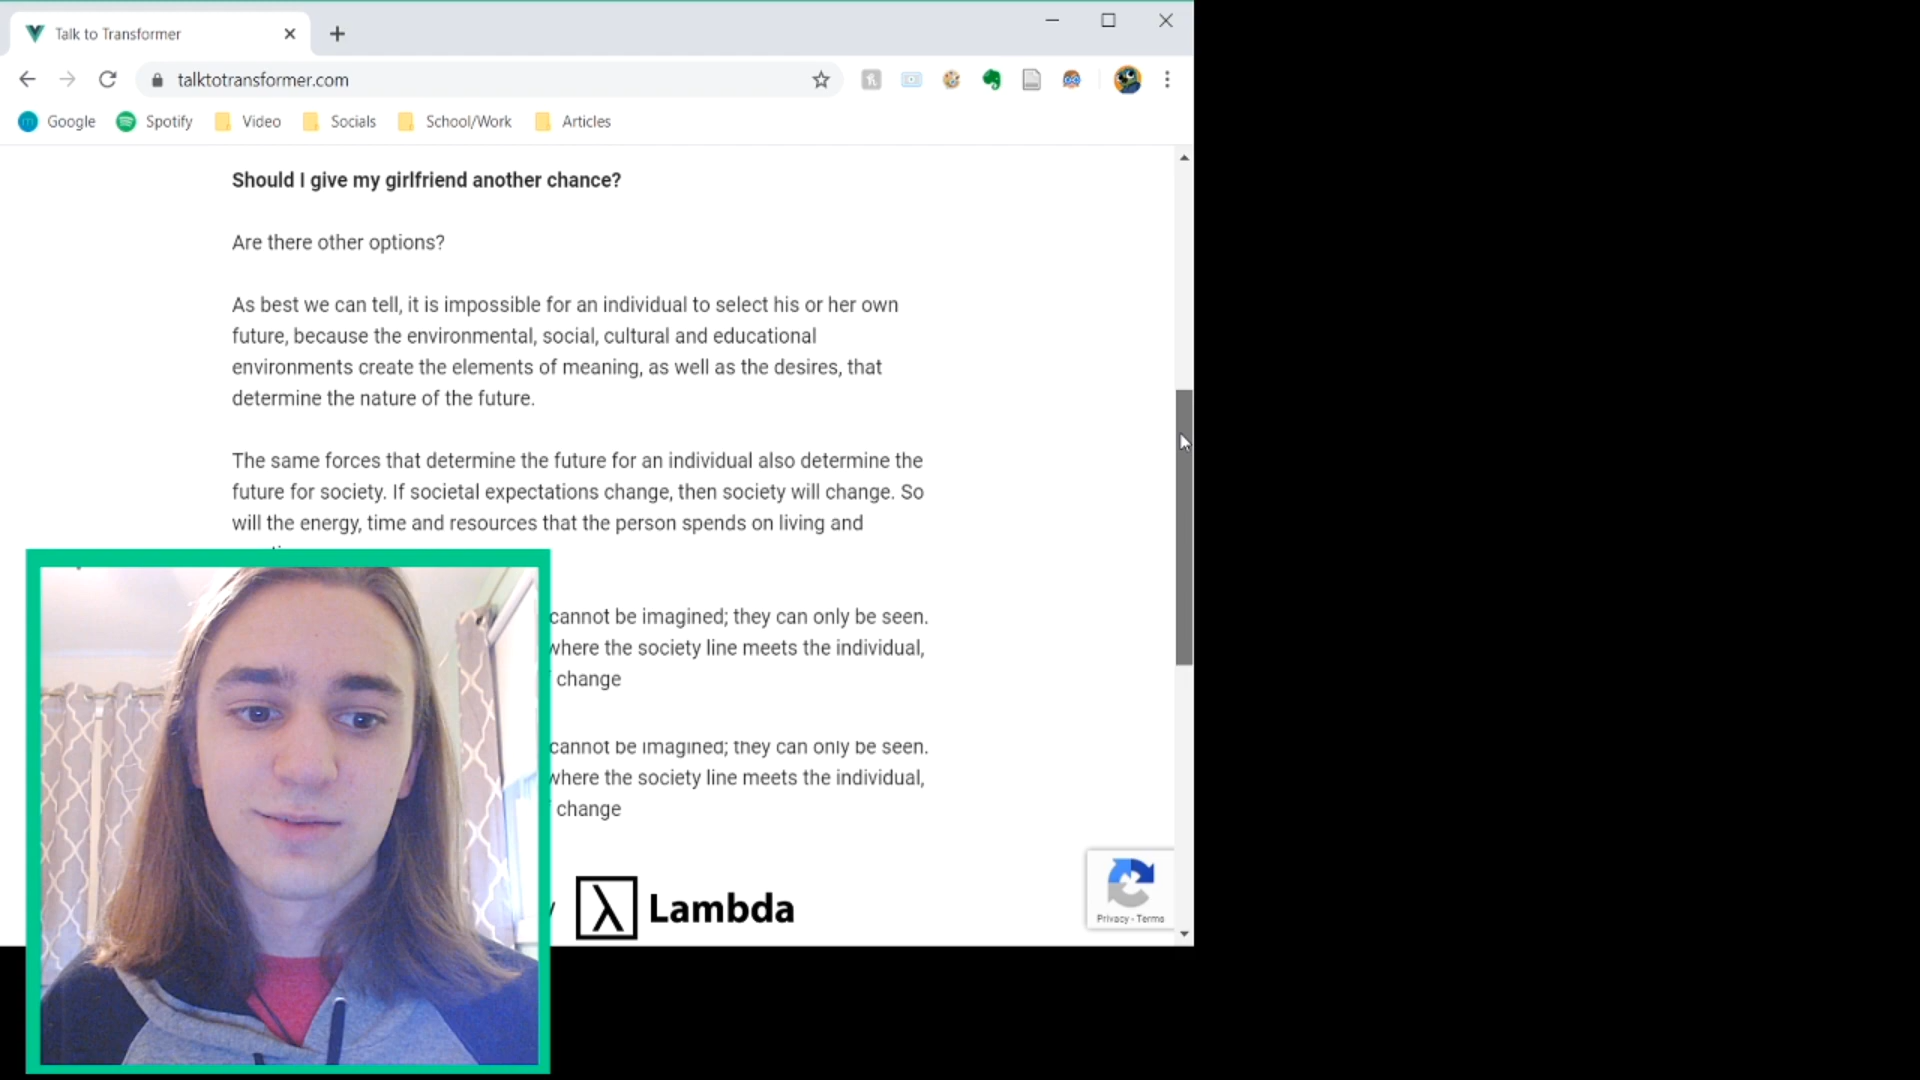 Talk to Transformer
talktotransformer.com
Google Spotify Video Socials School/Work Articles
Should I give my girlfriend another chance?
Are there other options?
As best we can tell, it is impossible for an individual to select his or her own
future, because the environmental, social, cultural and educational
environments create the elements of meaning, as well as the desires, that
determine the nature of the future.
The same forces that determine the future for an individual also determine the
future for society. If societal expectations change, then society will change. So
will the energy, time and resources that the person spends on living and
cannot be imagined; they can only be seen.
where the society line meets the individual,
change
cannot be imagined; they can only be seen.
where the society line meets the individual,
change
λ Lambda
Privacy - Terms